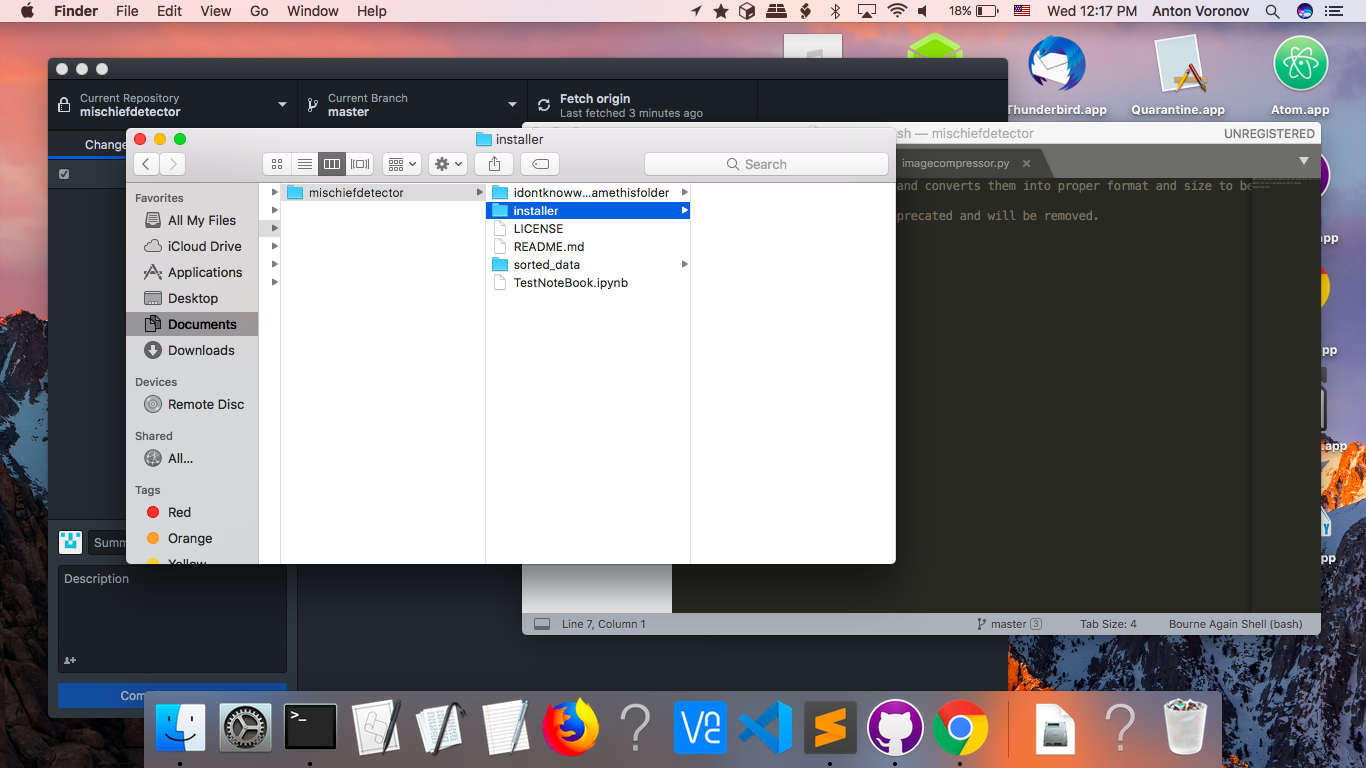 Finder File Edit View Go Window Help
18% Wed 12:17 PM Anton Voronov
Thunderbird.app
Quarantine.app
Atom.app
Current Repository
mischiefdetector
Current Branch
master
Fetch origin
Last fetched 3 minutes ago
Change
Summ
Description
Com
sh — mischiefdetector
UNREGISTERED
imagecompressor.py
and converts them into proper format and size to be
precated and will be removed.
Line 7, Column 1
master 3
Tab Size: 4
Bourne Again Shell (bash)
installer
Search
Favorites
All My Files
iCloud Drive
Applications
Desktop
Documents
Downloads
Devices
Remote Disc
Shared
All...
Tags
Red
Orange
Yellow
mischiefdetector
idontknoww...amethisfolder
installer
LICENSE
README.md
sorted_data
TestNoteBook.ipynb
pp
pp
.app
pp
>_
?
?